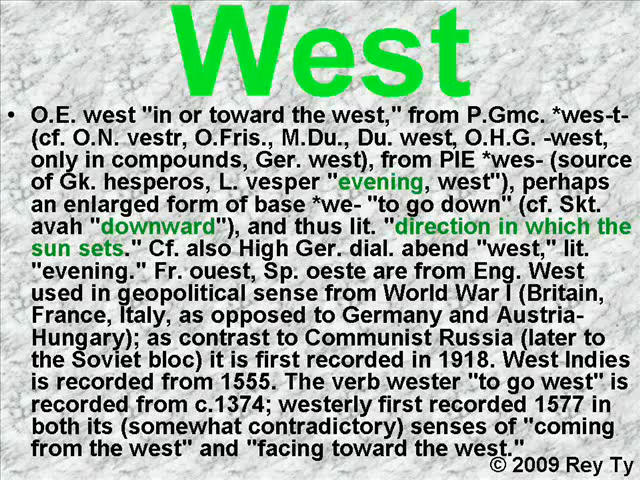 West
• O.E. west "in or toward the west," from P.Gmc. *wes-t-
(cf. O.N. vestr, O.Fris., M.Du., Du. west, O.H.G. -west,
only in compounds, Ger. west), from PIE *wes- (source
of Gk. hesperos, L. vesper "evening, west"), perhaps
an enlarged form of base *we- "to go down" (cf. Skt.
avah "downward"), and thus lit. "direction in which the
sun sets." Cf. also High Ger. dial. abend "west," lit.
"evening." Fr. ouest, Sp. oeste are from Eng. West
used in geopolitical sense from World War I (Britain,
France, Italy, as opposed to Germany and Austria-
Hungary); as contrast to Communist Russia (later to
the Soviet bloc) it is first recorded in 1918. West Indies
is recorded from 1555. The verb wester "to go west" is
recorded from c.1374; westerly first recorded 1577 in
both its (somewhat contradictory) senses of "coming
from the west" and "facing toward the west."
© 2009 Rey Ty